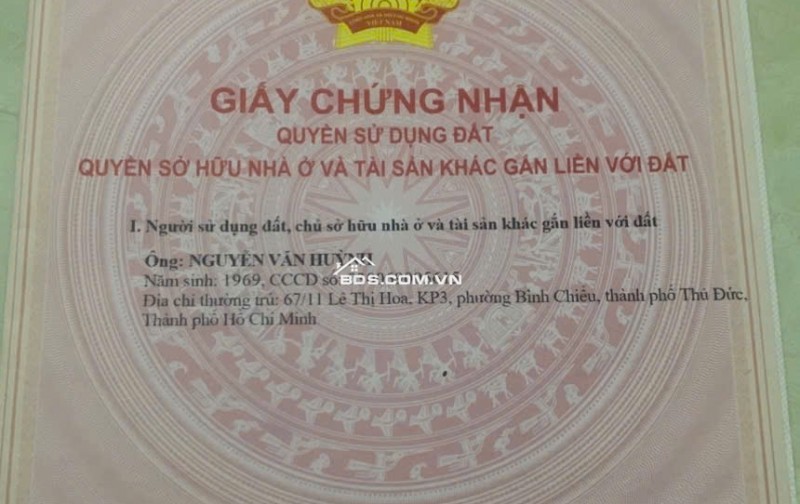 VIỆT NAM
GIẤY CHỨNG NHẬN
QUYỀN SỬ DỤNG ĐẤT
QUYỀN SỞ HỮU NHÀ Ở VÀ TÀI SẢN KHÁC GẮN LIỀN VỚI ĐẤT
I. Người sử dụng đất, chủ sở hữu nhà ở và tài sản khác gắn liền với đất
Ông: NGUYỄN VĂN HUỲNH
Năm sinh: 1969, CCCD số
BDS.COM.VN
Địa chỉ thường trú: 67/11 Lê Thị Hoa, KP3, phường Bình Chiểu, thành phố Thủ Đức,
Thành phố Hồ Chí Minh